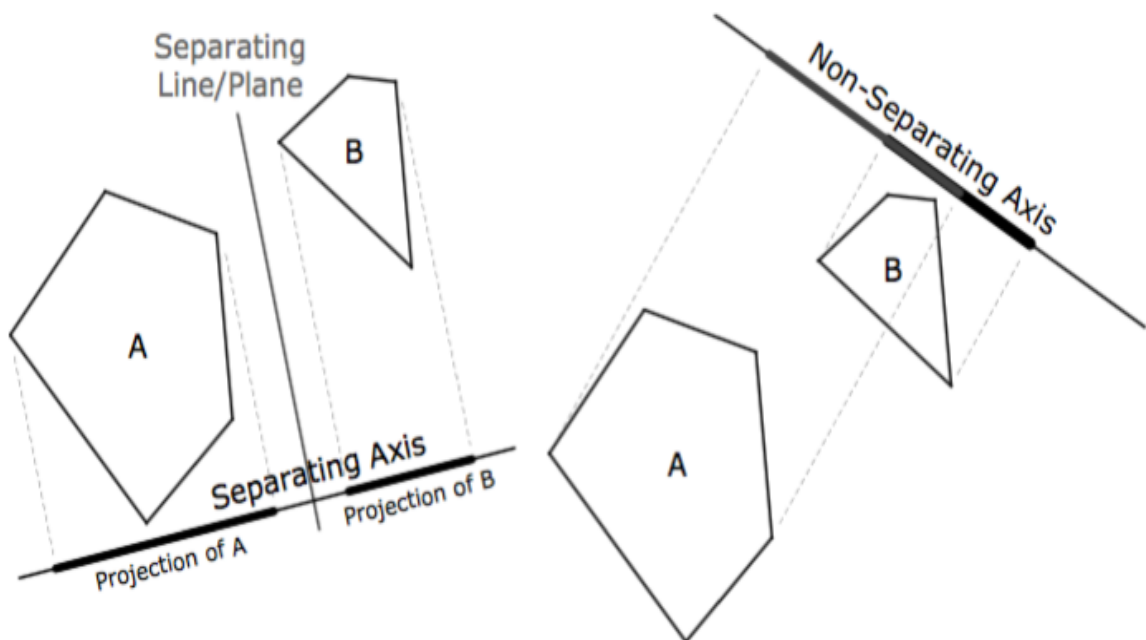 Separating
Line/Plane
B
A
Separating Axis
Projection of A
Projection of B
Non-Separating Axis
B
A